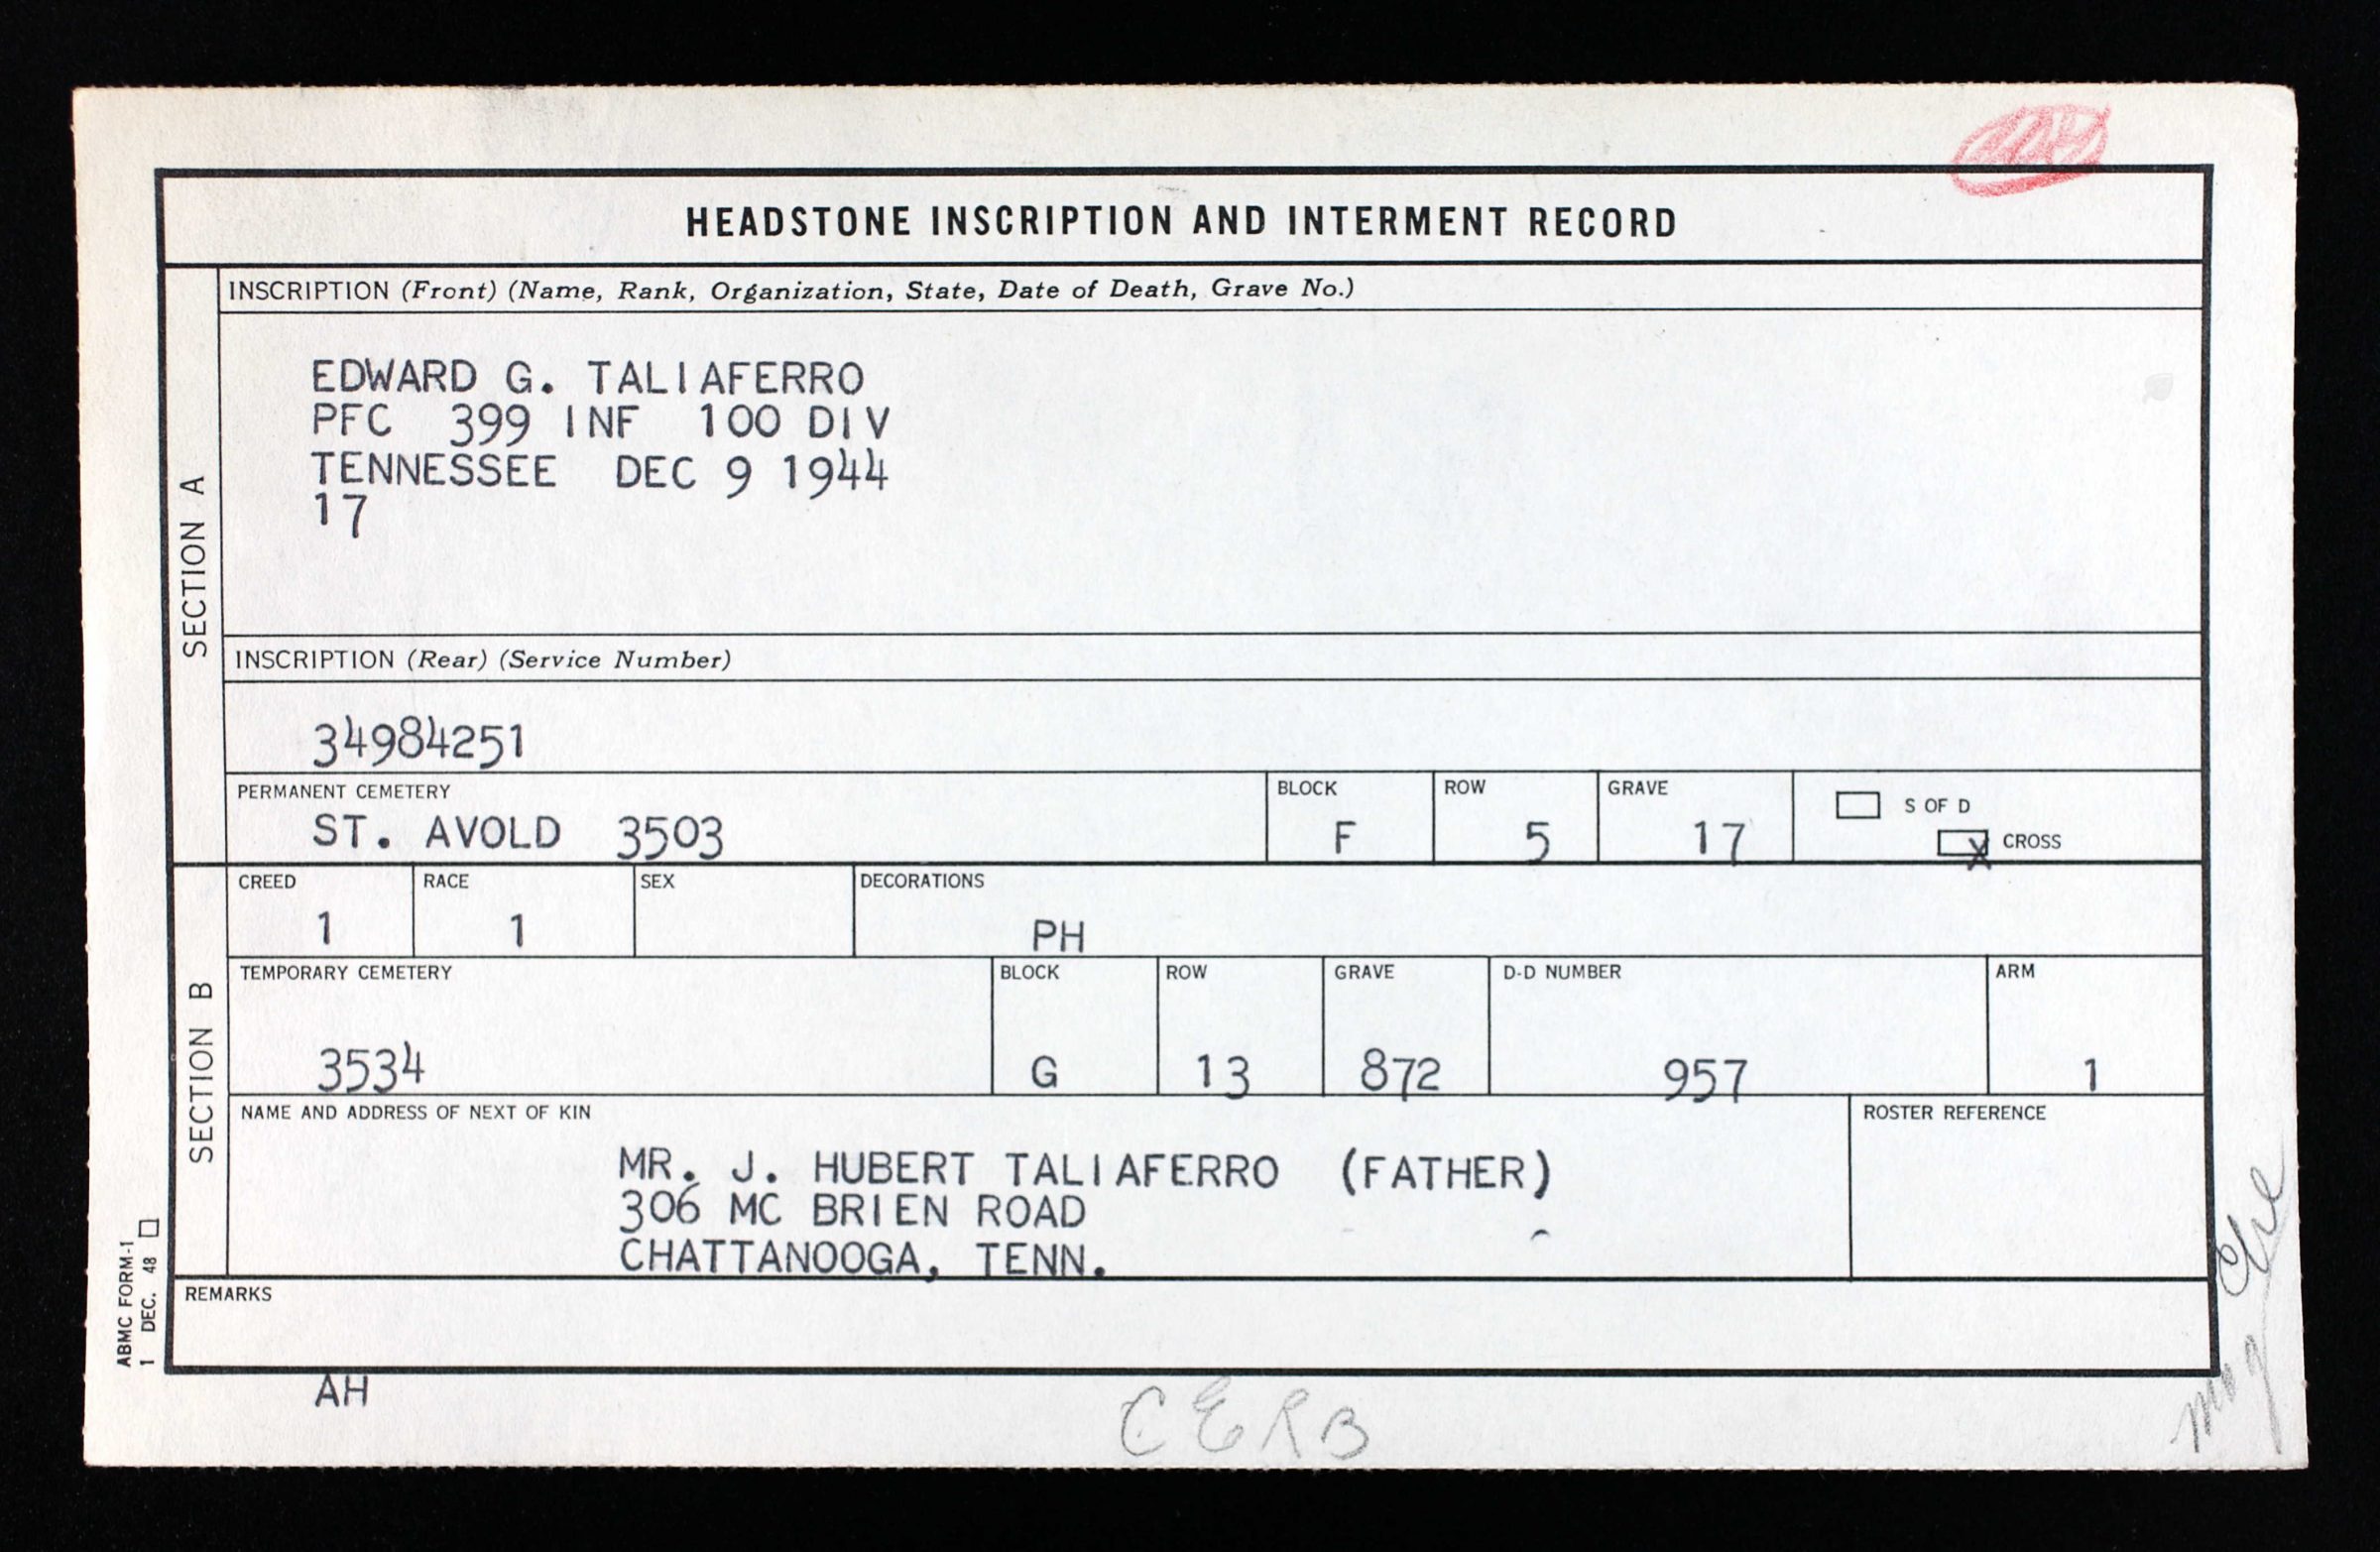 HEADSTONE INSCRIPTION AND INTERMENT RECORD
SECTION A
INSCRIPTION (Front) (Name, Rank, Organization, State, Date of Death, Grave No.)
EDWARD G. TALIAFERRO
PFC 399 INF 100 DIV
TENNESSEE DEC 9 1944
17
INSCRIPTION (Rear) (Service Number)
34984251
PERMANENT CEMETERY BLOCK ROW GRAVE S OF D
ST. AVOLD 3503 F 5 17 X CROSS
SECTION B
CREED RACE SEX DECORATIONS
1 1 PH
TEMPORARY CEMETERY BLOCK ROW GRAVE D-D NUMBER ARM
3534 G 13 872 957 1
NAME AND ADDRESS OF NEXT OF KIN ROSTER REFERENCE
MR. J. HUBERT TALIAFERRO (FATHER)
306 MC BRIEN ROAD
CHATTANOOGA, TENN.
REMARKS
ABMC FORM-1
1 DEC. 48
AH
CERB